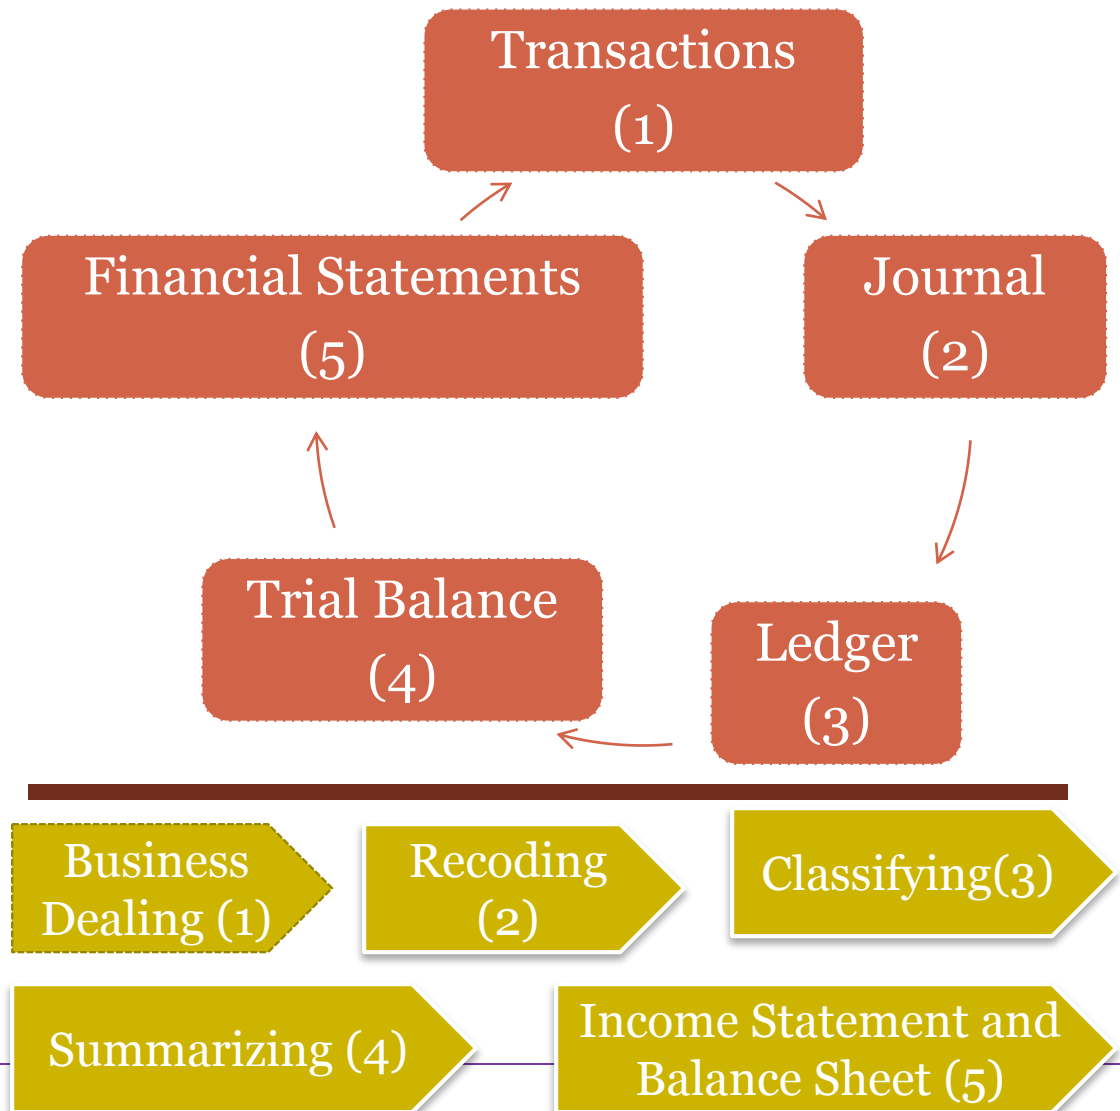 Transactions
(1)
Financial Statements
(5)
Journal
(2)
Trial Balance
(4)
Ledger
(3)
Business
Dealing (1)
Recoding
(2)
Classifying(3)
Summarizing (4)
Income Statement and
Balance Sheet (5)